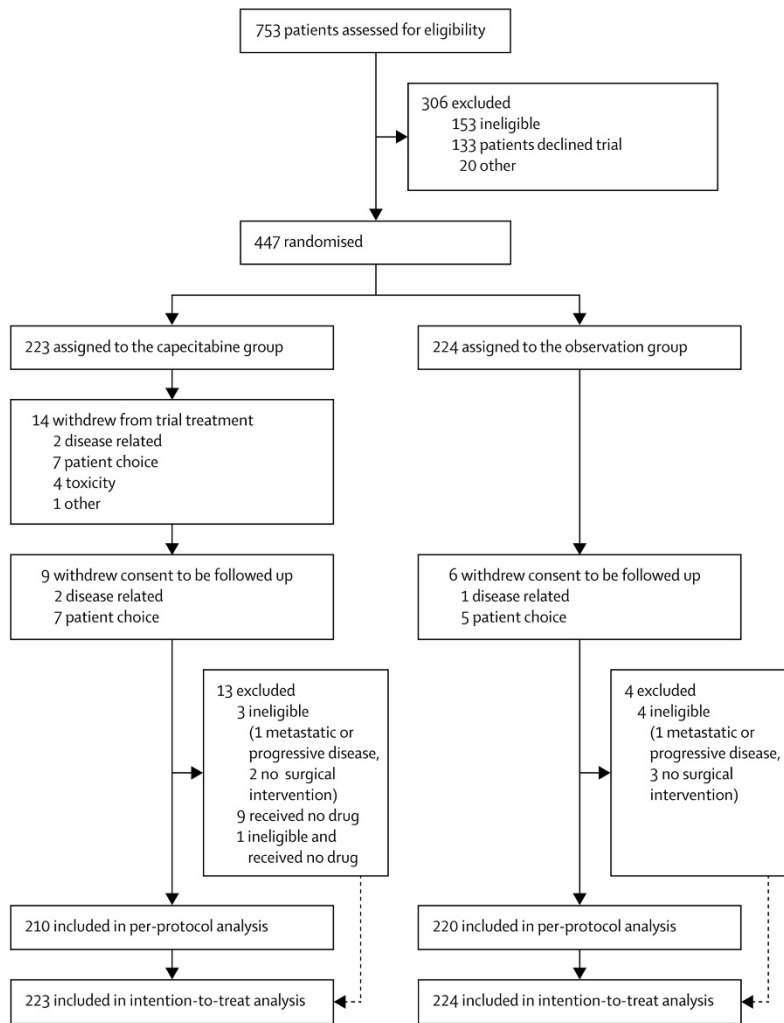 753 patients assessed for eligibility
306 excluded
153 ineligible
133 patients declined trial
20 other
447 randomised
223 assigned to the capecitabine group
224 assigned to the observation group
14 withdrew from trial treatment
2 disease related
7 patient choice
4 toxicity
1 other
9 withdrew consent to be followed up
2 disease related
7 patient choice
6 withdrew consent to be followed up
1 disease related
5 patient choice
13 excluded
3 ineligible
(1 metastatic or
progressive disease,
2 no surgical
intervention)
9 received no drug
1 ineligible and
received no drug
4 excluded
4 ineligible
(1 metastatic or
progressive disease,
3 no surgical
intervention)
210 included in per-protocol analysis
220 included in per-protocol analysis
223 included in intention-to-treat analysis
224 included in intention-to-treat analysis